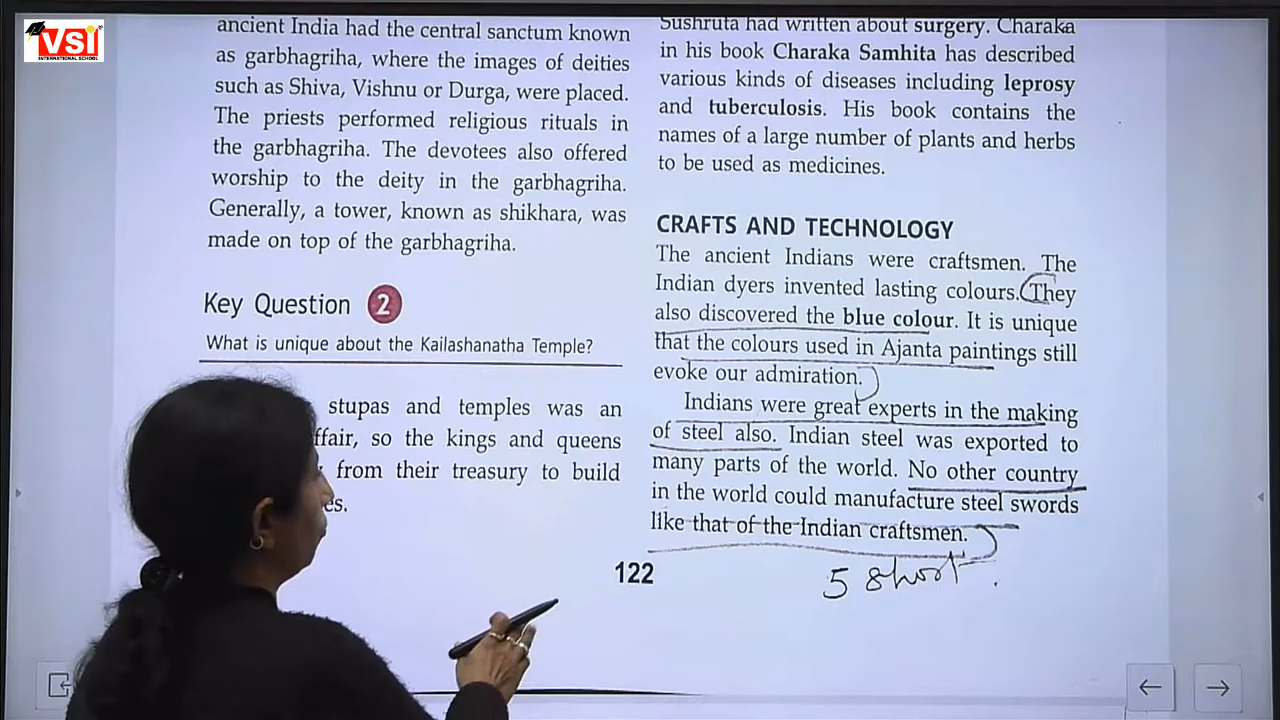 VSi
INTERNATIONAL SCHOOL
ancient India had the central sanctum known
as garbhagriha, where the images of deities
such as Shiva, Vishnu or Durga, were placed.
The priests performed religious rituals in
the garbhagriha. The devotees also offered
worship to the deity in the garbhagriha.
Generally, a tower, known as shikhara, was
made on top of the garbhagriha.
Key Question 2
What is unique about the Kailashanatha Temple?
stupas and temples was an
ffair, so the kings and queens
from their treasury to build
es.
Sushruta had written about surgery. Charaka
in his book Charaka Samhita has described
various kinds of diseases including leprosy
and tuberculosis. His book contains the
names of a large number of plants and herbs
to be used as medicines.
CRAFTS AND TECHNOLOGY
The ancient Indians were craftsmen. The
Indian dyers invented lasting colours. They
also discovered the blue colour. It is unique
that the colours used in Ajanta paintings still
evoke our admiration.
Indians were great experts in the making
of steel also. Indian steel was exported to
many parts of the world. No other country
in the world could manufacture steel swords
like that of the Indian craftsmen.
5 Short
122